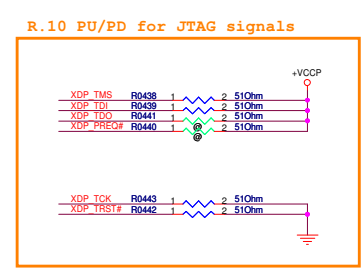 R.10 PU/PD for JTAG signals
+VCCP
XDP_TMS R0438 1 2 51Ohm
XDP_TDI R0439 1 2 51Ohm
XDP_TDO R0441 1 2 51Ohm
@
XDP_PREQ# R0440 1 2 51Ohm
@
XDP_TCK R0443 1 2 51Ohm
XDP_TRST# R0442 1 2 51Ohm